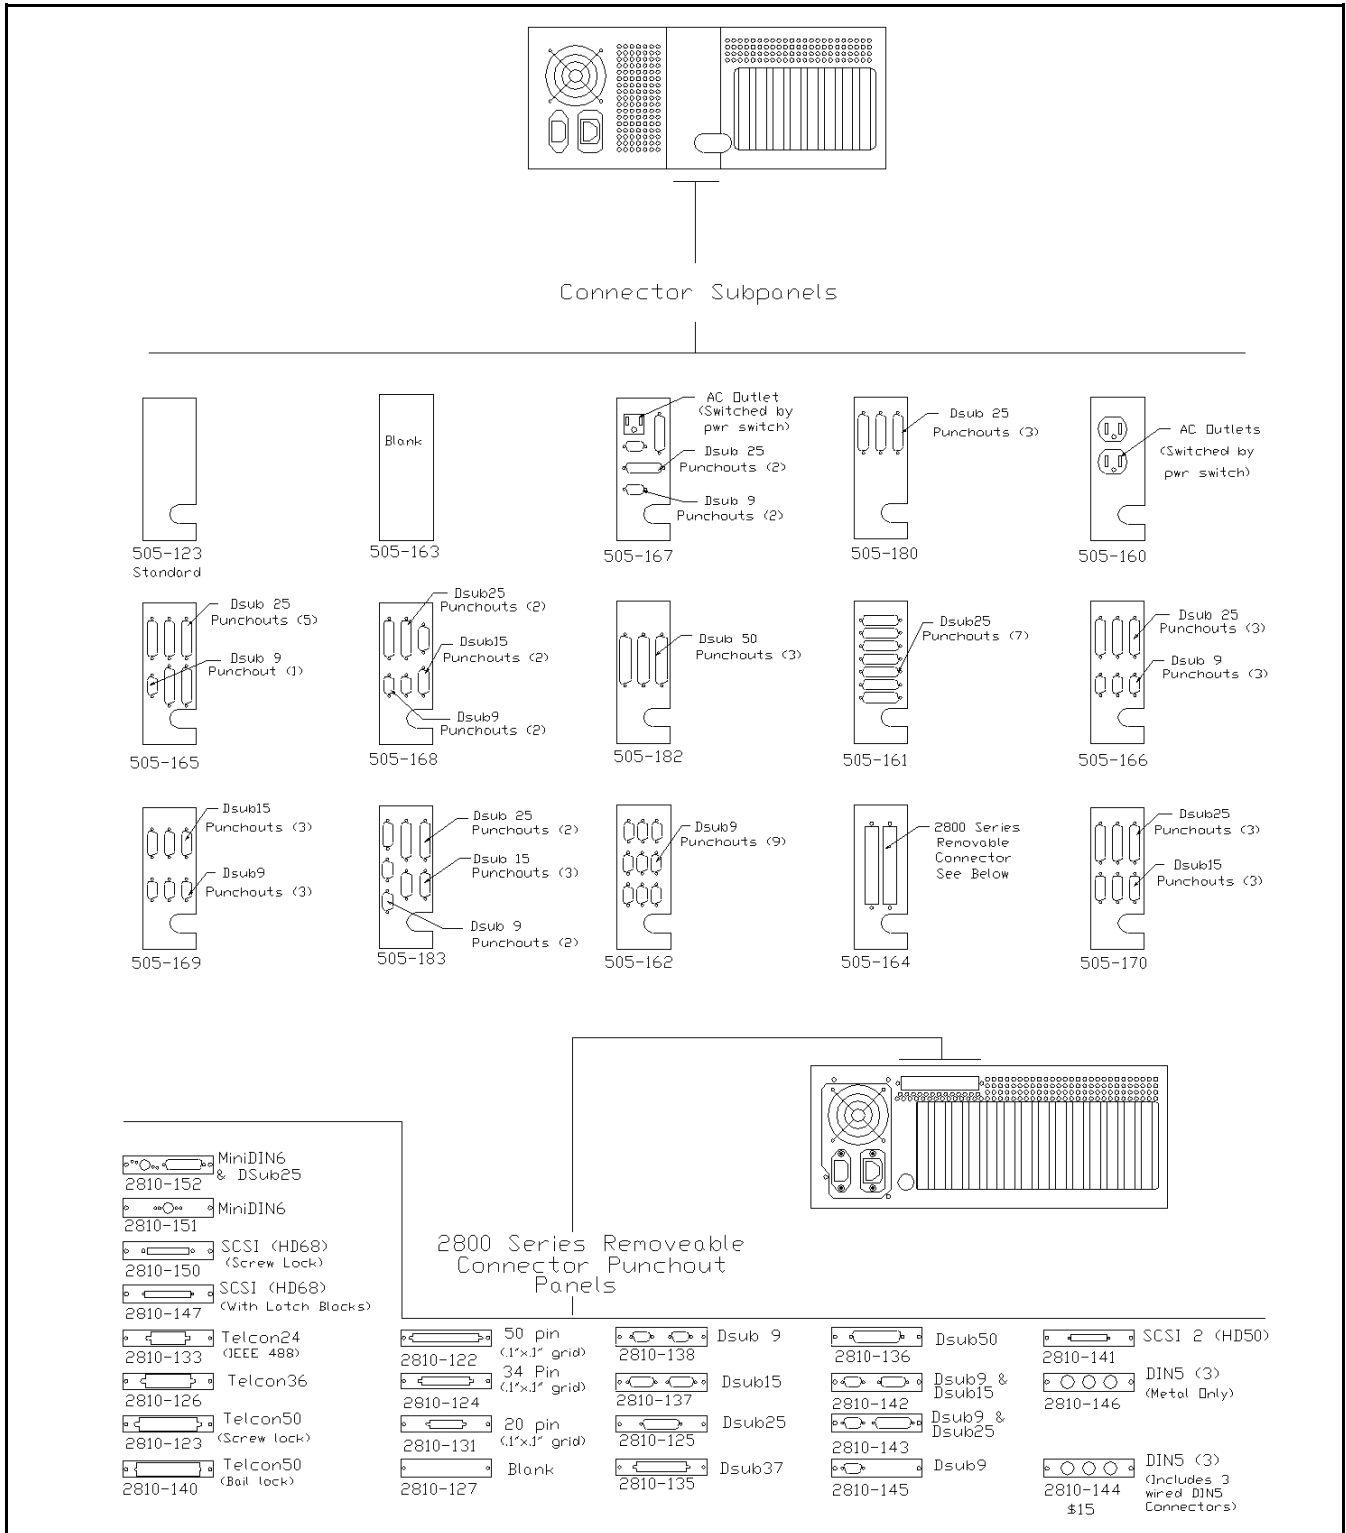 Connector Subpanels
505-123
Standard
Blank
505-163
AC Outlet
(Switched by
pwr switch)
Dsub 25
Punchouts (2)
Dsub 9
Punchouts (2)
505-167
Dsub 25
Punchouts (3)
505-180
AC Outlets
(Switched by
pwr switch)
505-160
Dsub 25
Punchouts (5)
Dsub 9
Punchout (1)
505-165
Dsub25
Punchouts (2)
Dsub15
Punchouts (2)
Dsub9
Punchouts (2)
505-168
Dsub 50
Punchouts (3)
505-182
Dsub25
Punchouts (7)
505-161
Dsub 25
Punchouts (3)
Dsub 9
Punchouts (3)
505-166
Dsub15
Punchouts (3)
Dsub9
Punchouts (3)
505-169
Dsub 25
Punchouts (2)
Dsub 15
Punchouts (3)
Dsub 9
Punchouts (2)
505-183
Dsub9
Punchouts (9)
505-162
2800 Series
Removable
Connector
See Below
505-164
Dsub25
Punchouts (3)
Dsub15
Punchouts (3)
505-170
2800 Series Removeable
Connector Punchout
Panels
MiniDIN6
& DSub25
2810-152
MiniDIN6
2810-151
SCSI (HD68)
(Screw Lock)
2810-150
SCSI (HD68)
(With Latch Blocks)
2810-147
Telcon24
(IEEE 488)
2810-133
Telcon36
2810-126
Telcon50
(Screw lock)
2810-123
Telcon50
(Bail lock)
2810-140
50 pin
(.1"x.1" grid)
2810-122
34 Pin
(.1"x.1" grid)
2810-124
20 pin
(.1"x.1" grid)
2810-131
Blank
2810-127
Dsub 9
2810-138
Dsub15
2810-137
Dsub25
2810-125
Dsub37
2810-135
Dsub50
2810-136
Dsub9 &
Dsub15
2810-142
Dsub9 &
Dsub25
2810-143
Dsub9
2810-145
SCSI 2 (HD50)
2810-141
DIN5 (3)
(Metal Only)
2810-146
DIN5 (3)
(Includes 3
wired DIN5
Connectors)
2810-144
$15